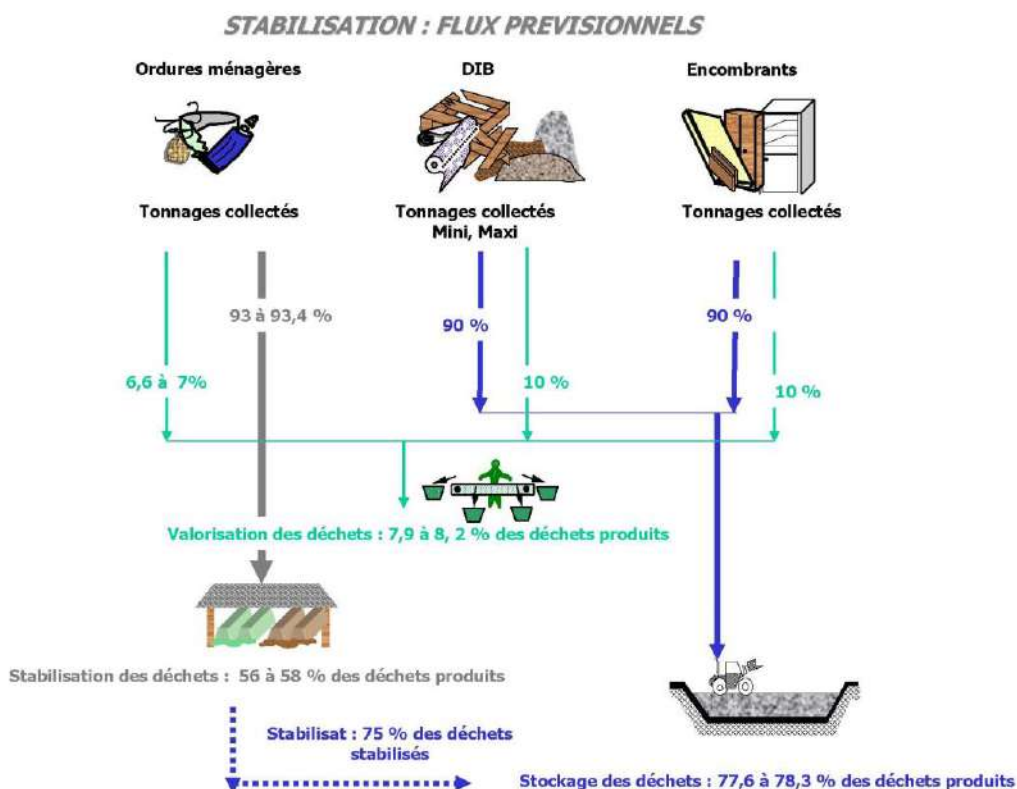 STABILISATION : FLUX PREVISIONNELS
Ordures ménagères
DIB
Encombrants
Tonnages collectés
Tonnages collectés
Mini, Maxi
Tonnages collectés
93 à 93,4 %
90 %
90 %
6,6 à 7%
10 %
10 %
Valorisation des déchets : 7,9 à 8, 2 % des déchets produits
Stabilisation des déchets : 56 à 58 % des déchets produits
Stabilisat : 75 % des déchets
stabilisés
Stockage des déchets : 77,6 à 78,3 % des déchets produits